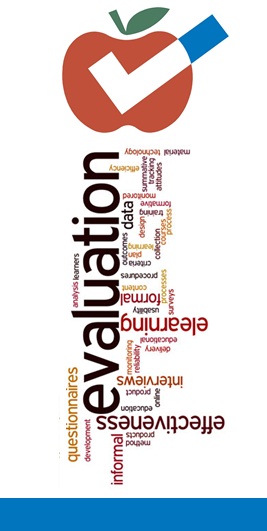 material
technology
summative
tracking
attitudes
efficiency
monitored
formative
training
process
evaluation
data
design
courses
collection
outcomes
learning
plan
criteria
procedures
learners
analysis
content
processes
formal
surveys
usability
elearning
educational
delivery
monitoring
reliability
interviews
questionnaires
product
online
education
effectiveness
development
products
method
informal